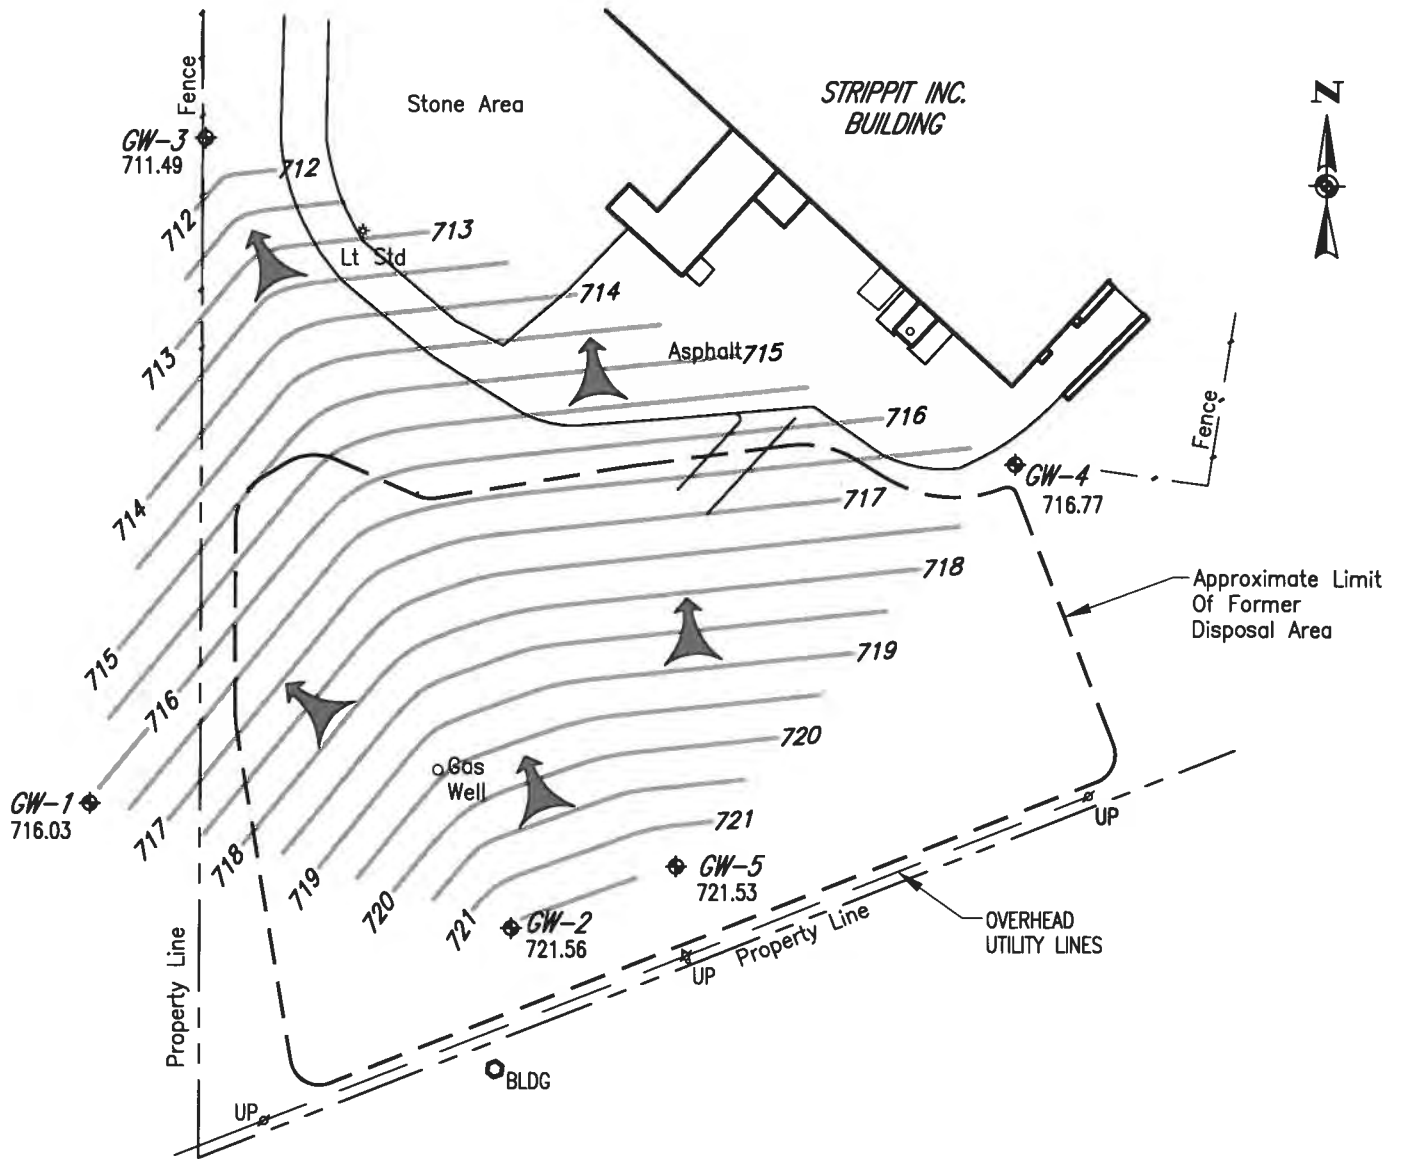 Fence
Stone Area
STRIPPIT INC.
BUILDING
N
GW-3
711.49
712
712
713
Lt Std
714
713
Asphalt
715
716
Fence
GW-4
716.77
717
714
718
Approximate Limit
Of Former
Disposal Area
719
715
716
720
Gas
Well
GW-1
716.03
717
718
721
UP
719
GW-5
721.53
720
721
GW-2
721.56
OVERHEAD
UTILITY LINES
Property Line
Property Line
UP
BLDG
UP